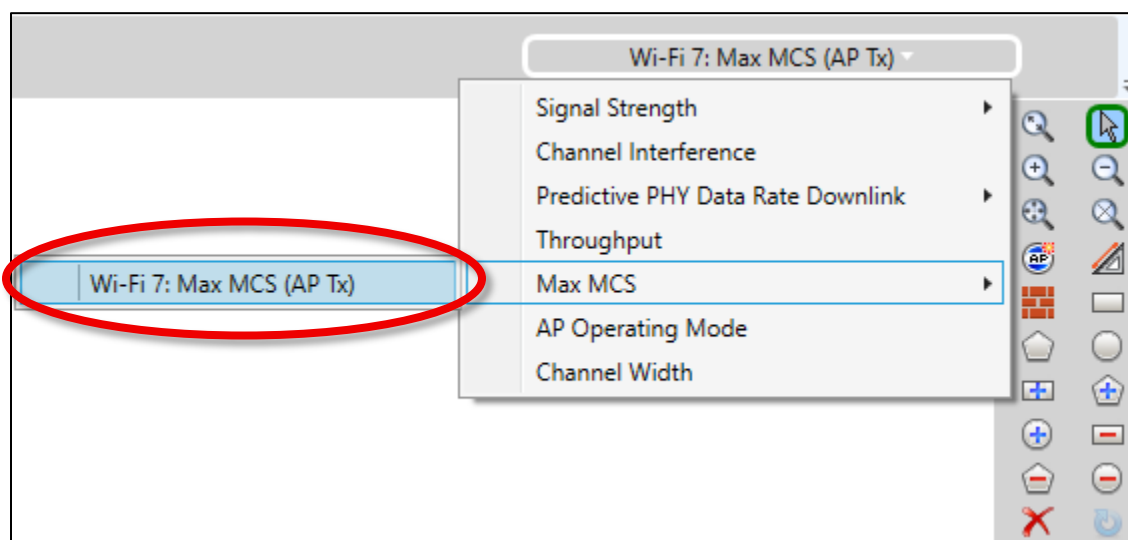 Wi-Fi 7: Max MCS (AP Tx)
Signal Strength
Channel Interference
Predictive PHY Data Rate Downlink
Throughput
Wi-Fi 7: Max MCS (AP Tx)
Max MCS
AP Operating Mode
Channel Width
AP